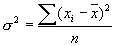 σ² = ∑(xᵢ - x̄)² / n